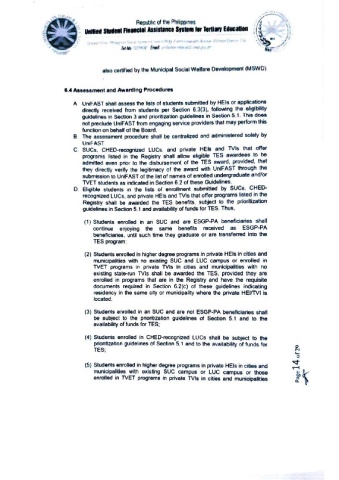 Republic of the Philippines
Unified Student Financial Assistance System for Tertiary Education
also certified by the Municipal Social Welfare Development (MSWD)
6.4 Assessment and Awarding Procedures
A UniFAST shall assess the lists of students submitted by HEIs or applications
directly received from students per Section 6.3(3), following the eligibility
guidelines in Section 3 and prioritization guidelines in Section 5.1. This does
not preclude UniFAST from engaging service providers that may perform this
function on behalf of the Board.
B The assessment procedure shall be centralized and administered solely by
UniFAST
C SUCs, CHED-recognized LUCs, and private HEIs and TVIs that offer
programs listed in the Registry shall allow eligible TES awardees to be
admitted even prior to the disbursement of the TES award, provided, that
they directly verify the legitimacy of the award with UniFAST through the
submission to UniFAST of the list of names of enrolled undergraduate and/or
TVET students as indicated in Section 6.2 of these Guidelines.
D Eligible students in the lists of enrollment submitted by SUCs, CHED-
recognized LUCs, and private HEIs and TVIs that offer programs listed in the
Registry shall be awarded the TES benefits, subject to the prioritization
guidelines in Section 5.1 and availability of funds for TES. Thus,
(1) Students enrolled in an SUC and are ESGP-PA beneficiaries shall
continue enjoying the same benefits received as ESGP-PA
beneficiaries, until such time they graduate or are transferred into the
TES program
(2) Students enrolled in higher degree programs in private HEIs in cities and
municipalities with no existing SUC and LUC campus or enrolled in
TVET programs in private TVIs in cities and municipalities with no
existing state-run TVIs shall be awarded the TES, provided they are
enrolled in programs that are in the Registry and have the requisite
documents required in Section 6.2(c) of these guidelines indicating
residency in the same city or municipality where the private HEI/TVI is
located.
(3) Students enrolled in an SUC and are not ESGP-PA beneficiaries shall
be subject to the prioritization guidelines of Section 5.1 and to the
availability of funds for TES;
(4) Students enrolled in CHED-recognized LUCs shall be subject to the
prioritization guidelines of Section 5.1 and to the availability of funds for
TES;
(5) Students enrolled in higher degree programs in private HEIs in cities and
municipalities with existing SUC campus or LUC campus or those
enrolled in TVET programs in private TVIs in cities and municipalities
Page 14 of 29